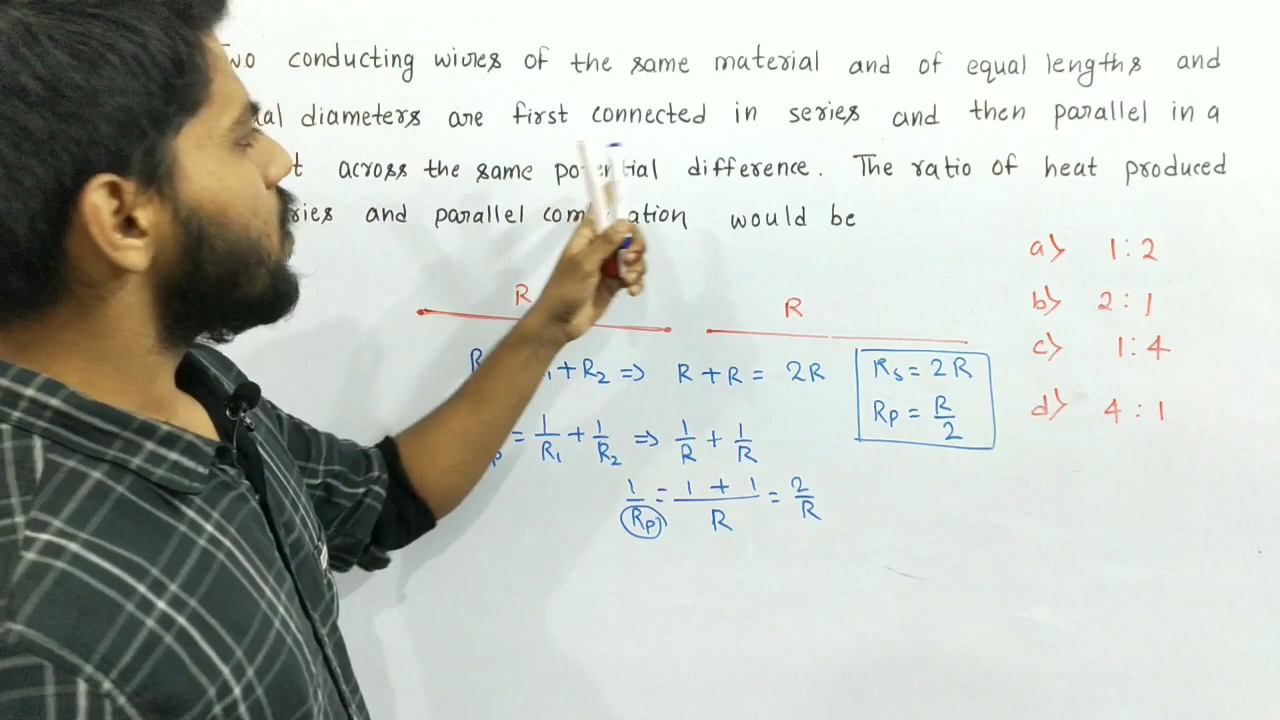 conducting wires of the same material and of equal lengths and
diameters are first connected in series and then parallel in a
across the same potential difference. The ratio of heat produced
and parallel combination would be
a) 1:2
b) 2:1
c) 1:4
d) 4:1
R R
+R2 => R+R = 2R
= 1/R1 + 1/R2 => 1/R + 1/R
1/Rp = 1+1/R = 2/R
Rs = 2R
Rp = R/2